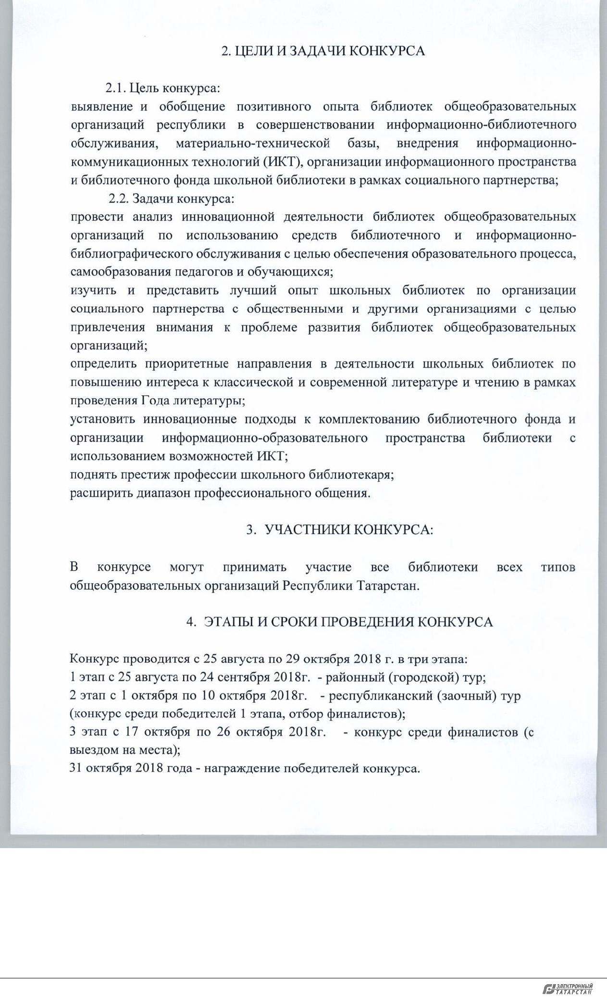 2. ЦЕЛИ И ЗАДАЧИ КОНКУРСА
2.1. Цель конкурса:
выявление и обобщение позитивного опыта библиотек общеобразовательных
организаций республики в совершенствовании информационно-библиотечного
обслуживания, материально-технической базы, внедрения информационно-
коммуникационных технологий (ИКТ), организации информационного пространства
и библиотечного фонда школьной библиотеки в рамках социального партнерства;
2.2. Задачи конкурса:
провести анализ инновационной деятельности библиотек общеобразовательных
организаций по использованию средств библиотечного и информационно-
библиографического обслуживания с целью обеспечения образовательного процесса,
самообразования педагогов и обучающихся;
изучить и представить лучший опыт школьных библиотек по организации
социального партнерства с общественными и другими организациями с целью
привлечения внимания к проблеме развития библиотек общеобразовательных
организаций;
определить приоритетные направления в деятельности школьных библиотек по
повышению интереса к классической и современной литературе и чтению в рамках
проведения Года литературы;
установить инновационные подходы к комплектованию библиотечного фонда и
организации информационно-образовательного пространства библиотеки с
использованием возможностей ИКТ;
поднять престиж профессии школьного библиотекаря;
расширить диапазон профессионального общения.
3. УЧАСТНИКИ КОНКУРСА:
В конкурсе могут принимать участие все библиотеки всех типов
общеобразовательных организаций Республики Татарстан.
4. ЭТАПЫ И СРОКИ ПРОВЕДЕНИЯ КОНКУРСА
Конкурс проводится с 25 августа по 29 октября 2018 г. в три этапа:
1 этап с 25 августа по 24 сентября 2018г. - районный (городской) тур;
2 этап с 1 октября по 10 октября 2018г. - республиканский (заочный) тур
(конкурс среди победителей 1 этапа, отбор финалистов);
3 этап с 17 октября по 26 октября 2018г. - конкурс среди финалистов (с
выездом на места);
31 октября 2018 года - награждение победителей конкурса.
ЭЛЕКТРОННЫЙ
ТАТАРСТАН